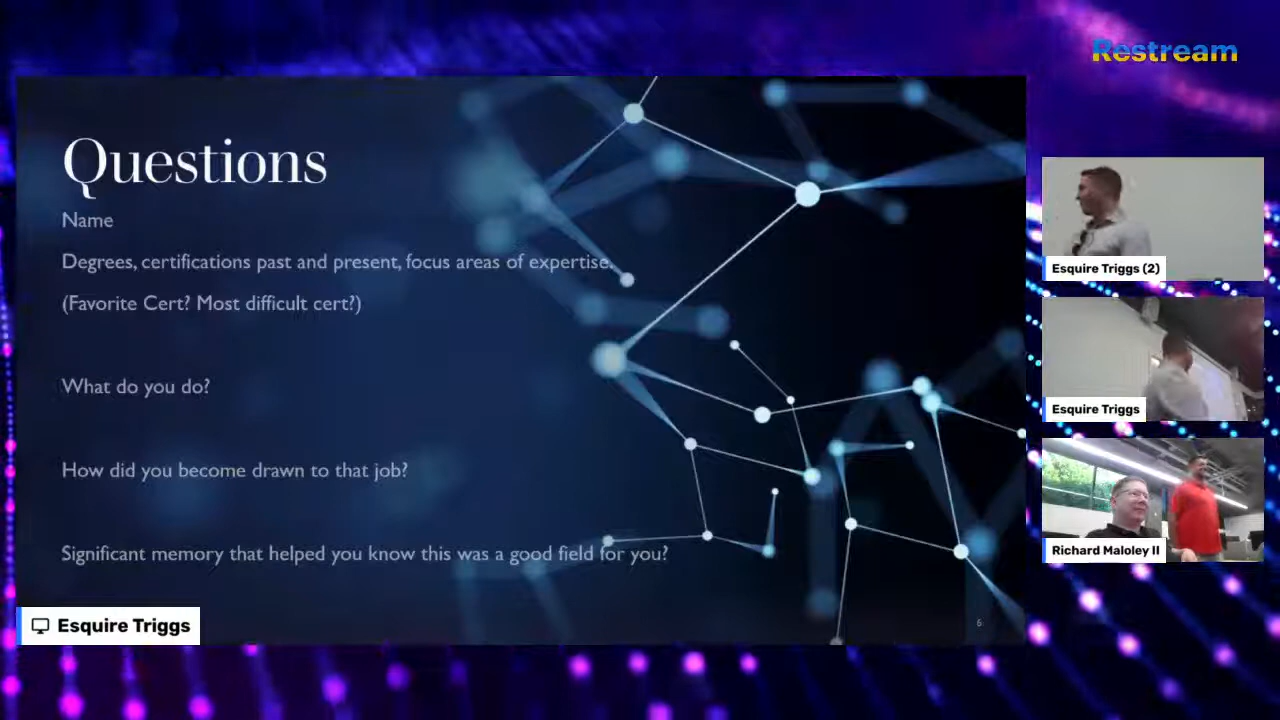 Restream
Questions
Name
Degrees, certifications past and present, focus areas of expertise.
(Favorite Cert? Most difficult cert?)
What do you do?
How did you become drawn to that job?
Significant memory that helped you know this was a good field for you?
6
Esquire Triggs
Esquire Triggs (2)
Esquire Triggs
Richard Maloley II